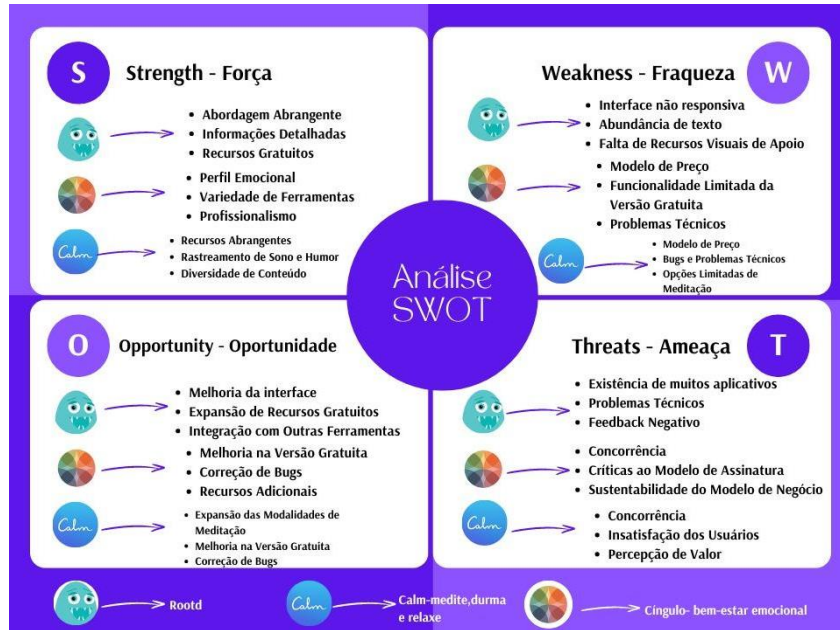 S
Strength - Força
Abordagem Abrangente
Informações Detalhadas
Recursos Gratuitos
Perfil Emocional
Variedade de Ferramentas
Profissionalismo
Calm
Recursos Abrangentes
Rastreamento de Sono e Humor
Diversidade de Conteúdo
Weakness - Fraqueza
W
Interface não responsiva
Abundância de texto
Falta de Recursos Visuais de Apoio
Modelo de Preço
Funcionalidade Limitada da
Versão Gratuita
Problemas Técnicos
Calm
Modelo de Preço
Bugs e Problemas Técnicos
Opções Limitadas de
Meditação
Análise
SWOT
O
Opportunity - Oportunidade
Melhoria da interface
Expansão de Recursos Gratuitos
Integração com Outras Ferramentas
Melhoria na Versão Gratuita
Correção de Bugs
Recursos Adicionais
Calm
Expansão das Modalidades de
Meditação
Melhoria na Versão Gratuita
Correção de Bugs
Threats - Ameaça
T
Existência de muitos aplicativos
Problemas Técnicos
Feedback Negativo
Concorrência
Críticas ao Modelo de Assinatura
Sustentabilidade do Modelo de Negócio
Calm
Concorrência
Insatisfação dos Usuários
Percepção de Valor
Rootd
Calm
Calm-medite,durma
e relaxe
Cíngulo- bem-estar emocional